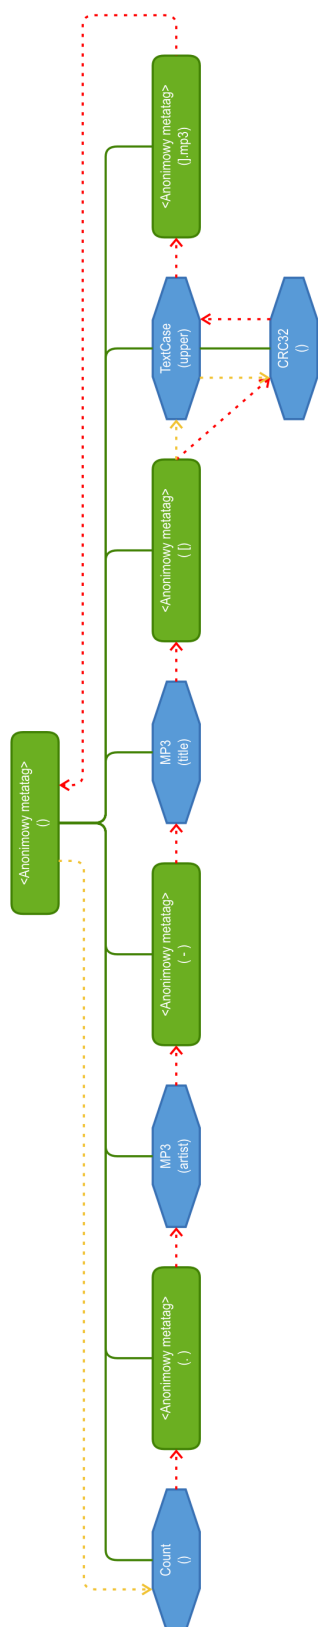 <Anonimowy metatag>
()
Count
()
<Anonimowy metatag>
(. )
MP3
(artist)
<Anonimowy metatag>
( - )
MP3
(title)
<Anonimowy metatag>
( [)
TextCase
(upper)
<Anonimowy metatag>
(].mp3)
CRC32
()